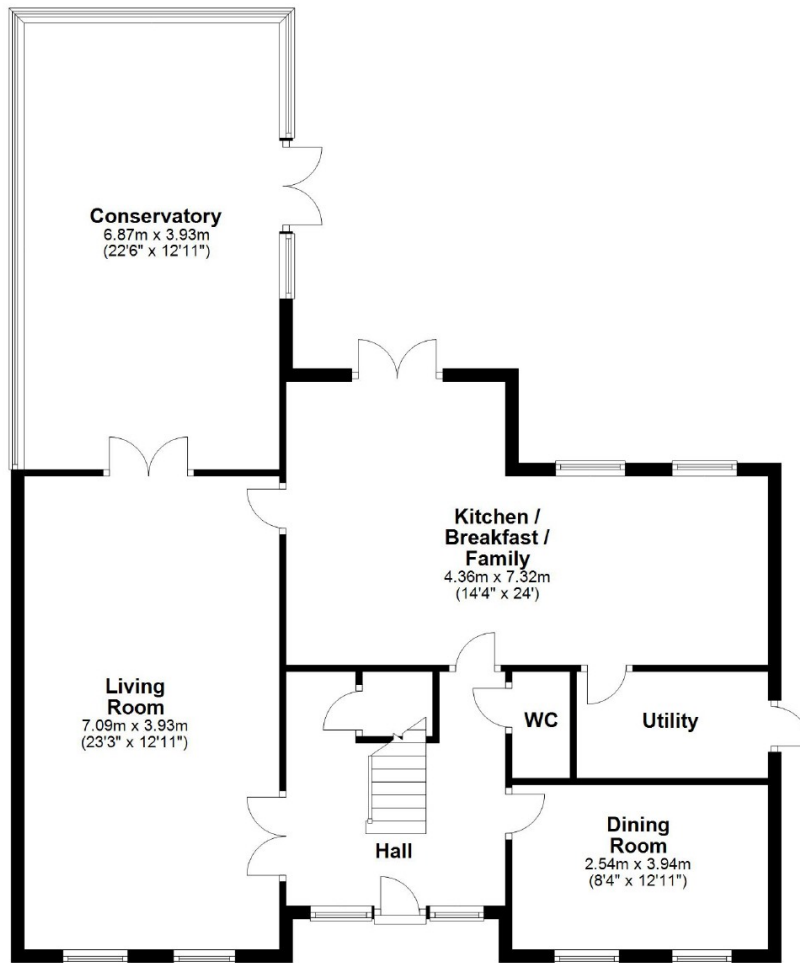 Conservatory
6.87m x 3.93m
(22'6" x 12'11")
Kitchen /
Breakfast /
Family
4.36m x 7.32m
(14'4" x 24')
Living
Room
7.09m x 3.93m
(23'3" x 12'11")
WC
Utility
Hall
Dining
Room
2.54m x 3.94m
(8'4" x 12'11")